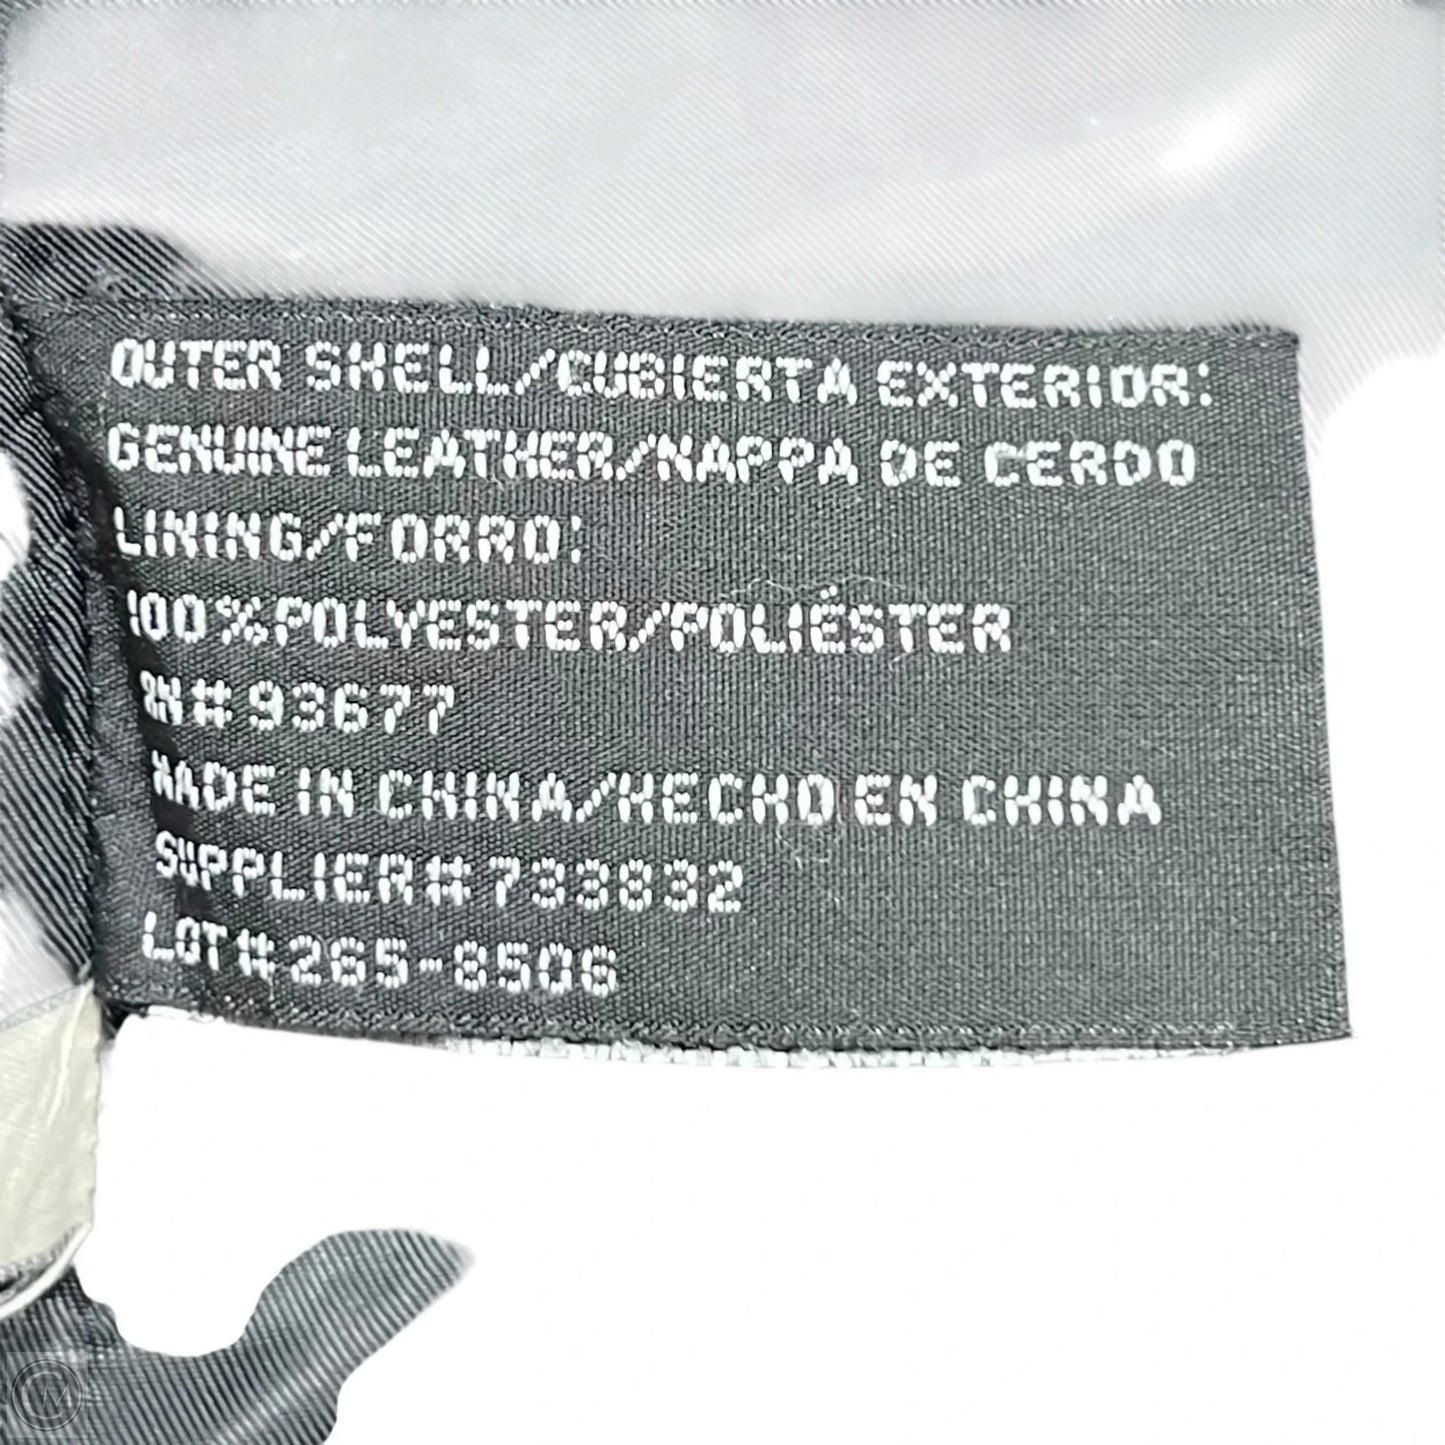 OUTER SHELL/CUBIERTA EXTERIOR:
GENUINE LEATHER/NAPPA DE CERDO
LINING/FORRO:
100%POLYESTER/POLIÉSTER
RN#93677
MADE IN CHINA/HECHO EN CHINA
SUPPLIER#733832
LOT#265-8506